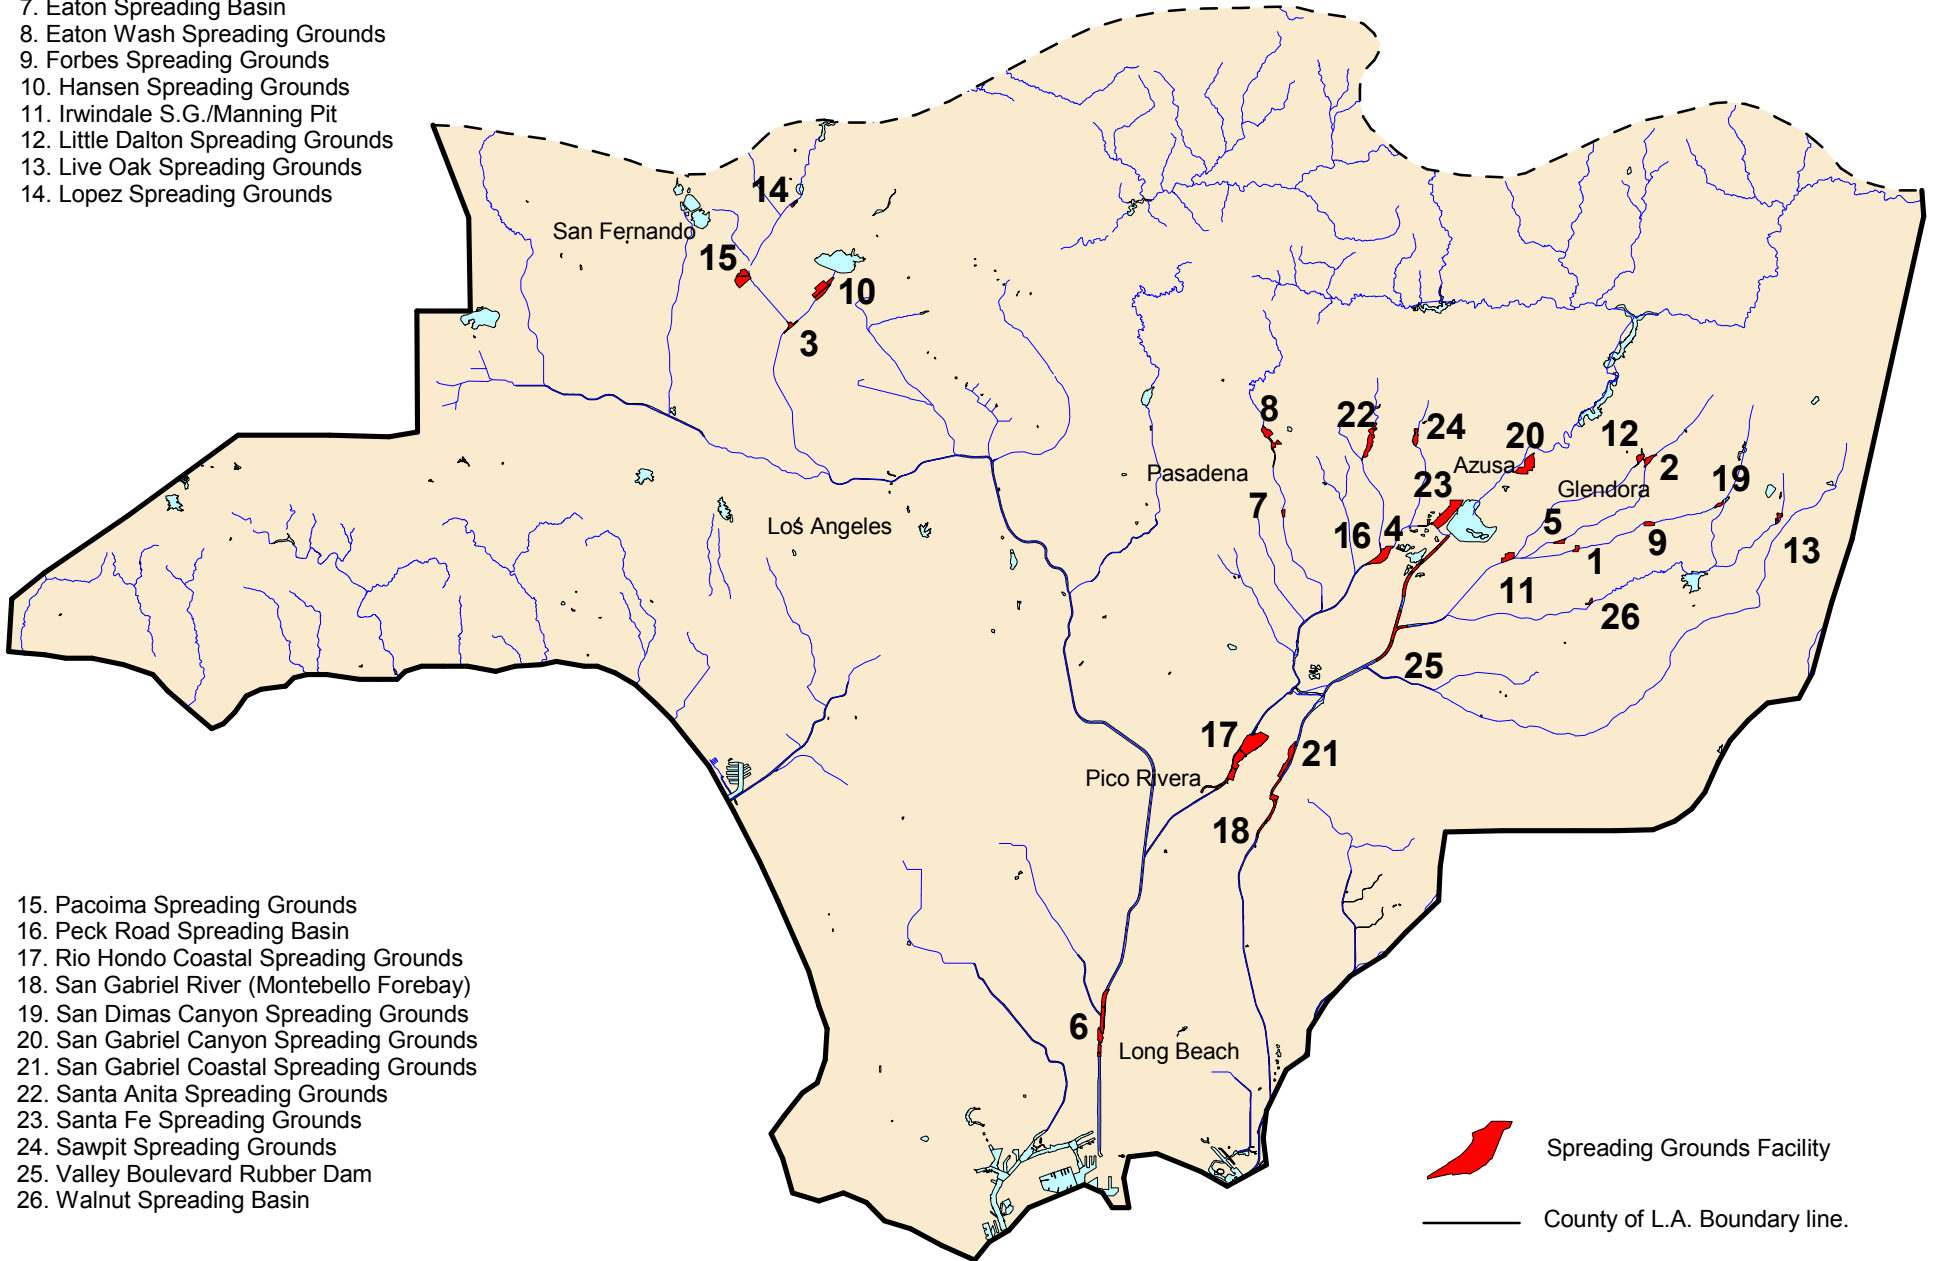 7. Eaton Spreading Basin
8. Eaton Wash Spreading Grounds
9. Forbes Spreading Grounds
10. Hansen Spreading Grounds
11. Irwindale S.G./Manning Pit
12. Little Dalton Spreading Grounds
13. Live Oak Spreading Grounds
14. Lopez Spreading Grounds
14
San Fernando
15
10
3
8
22
24
20
12
2
Pasadena
Azusa
19
23
Glendora
7
Los Angeles
16
4
5
1
9
13
11
26
25
17
21
Pico Rivera
18
15. Pacoima Spreading Grounds
16. Peck Road Spreading Basin
17. Rio Hondo Coastal Spreading Grounds
18. San Gabriel River (Montebello Forebay)
19. San Dimas Canyon Spreading Grounds
20. San Gabriel Canyon Spreading Grounds
21. San Gabriel Coastal Spreading Grounds
22. Santa Anita Spreading Grounds
23. Santa Fe Spreading Grounds
24. Sawpit Spreading Grounds
25. Valley Boulevard Rubber Dam
26. Walnut Spreading Basin
6
Long Beach
Spreading Grounds Facility
County of L.A. Boundary line.